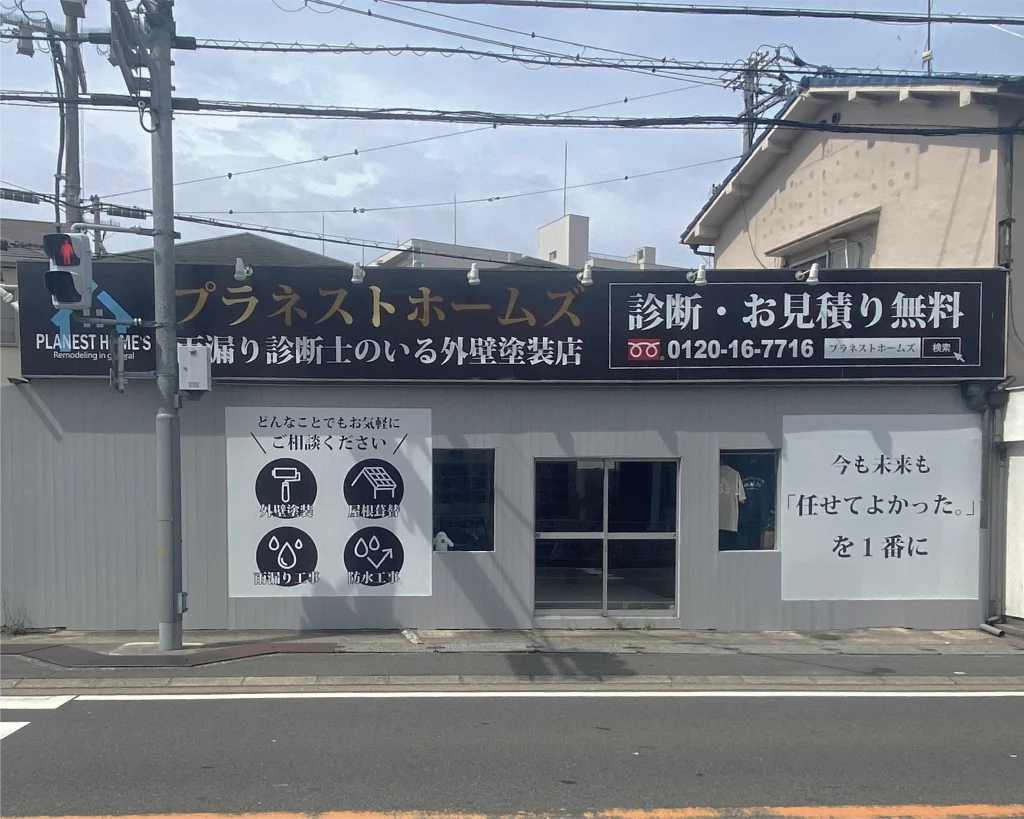 プラネストホームズ
PLANEST HOME'S
Remodeling in general
雨漏り診断士のいる外壁塗装店
診断・お見積り無料
0120-16-7716
プラネストホームズ 検索
どんなことでもお気軽に
\ ご相談ください /
外壁塗装
屋根葺替
雨漏り工事
防水工事
今も未来も
「任せてよかった。」
を1番に